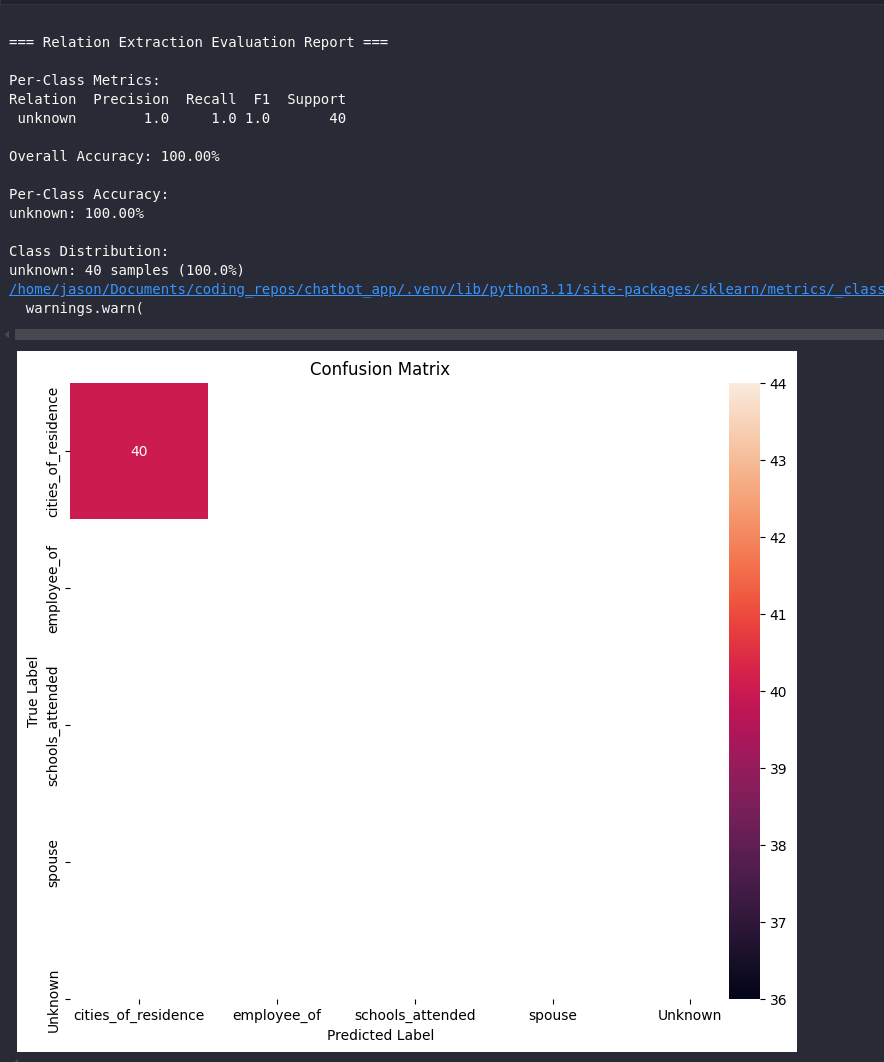 === Relation Extraction Evaluation Report ===
Per-Class Metrics:
Relation  Precision  Recall  F1  Support
unknown        1.0     1.0 1.0       40
Overall Accuracy: 100.00%
Per-Class Accuracy:
unknown: 100.00%
Class Distribution:
unknown: 40 samples (100.0%)
/home/jason/Documents/coding_repos/chatbot_app/.venv/lib/python3.11/site-packages/sklearn/metrics/_class
warnings.warn(
Confusion Matrix
True Label
cities_of_residence
employee_of
schools_attended
spouse
Unknown
40
44
43
42
41
40
39
38
37
36
cities_of_residence employee_of schools_attended spouse Unknown
Predicted Label